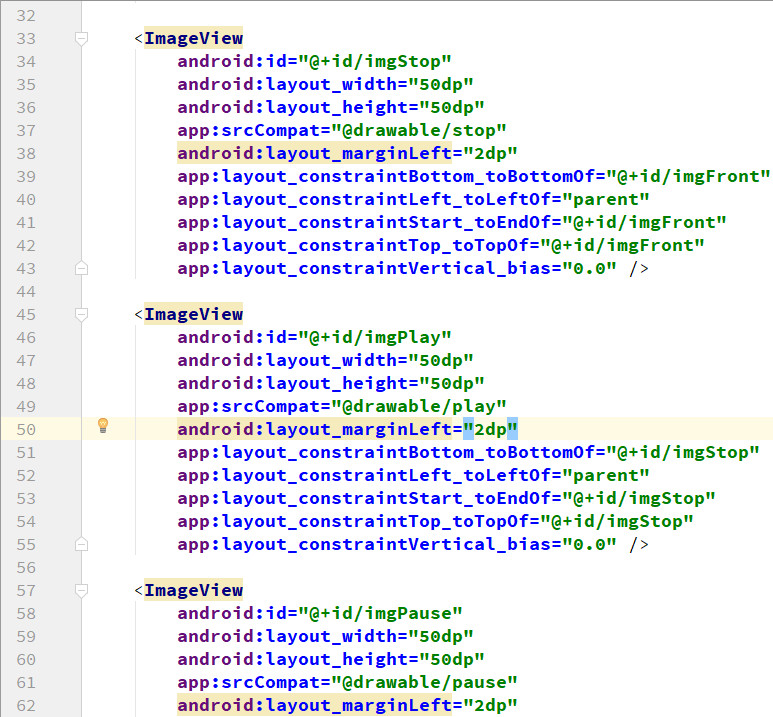 32
33 <ImageView
34 android:id="@+id/imgStop"
35 android:layout_width="50dp"
36 android:layout_height="50dp"
37 app:srcCompat="@drawable/stop"
38 android:layout_marginLeft="2dp"
39 app:layout_constraintBottom_toBottomOf="@+id/imgFront"
40 app:layout_constraintLeft_toLeftOf="parent"
41 app:layout_constraintStart_toEndOf="@+id/imgFront"
42 app:layout_constraintTop_toTopOf="@+id/imgFront"
43 app:layout_constraintVertical_bias="0.0" />
44
45 <ImageView
46 android:id="@+id/imgPlay"
47 android:layout_width="50dp"
48 android:layout_height="50dp"
49 app:srcCompat="@drawable/play"
50 android:layout_marginLeft="2dp"
51 app:layout_constraintBottom_toBottomOf="@+id/imgStop"
52 app:layout_constraintLeft_toLeftOf="parent"
53 app:layout_constraintStart_toEndOf="@+id/imgStop"
54 app:layout_constraintTop_toTopOf="@+id/imgStop"
55 app:layout_constraintVertical_bias="0.0" />
56
57 <ImageView
58 android:id="@+id/imgPause"
59 android:layout_width="50dp"
60 android:layout_height="50dp"
61 app:srcCompat="@drawable/pause"
62 android:layout_marginLeft="2dp"